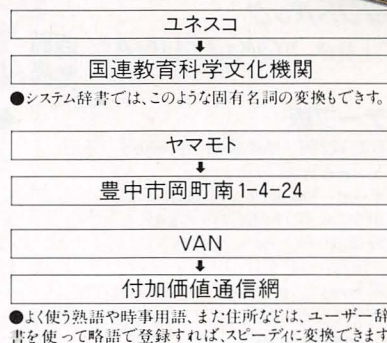 ユネスコ
⬇
国連教育科学文化機関
●システム辞書では、このような固有名詞の変換もできます。
ヤマモト
⬇
豊中市岡町南1-4-24
VAN
⬇
付加価値通信網
●よく使う熟語や時事用語、また住所などは、ユーザー辞
書を使って略語で登録すれば、スピーディに変換できます